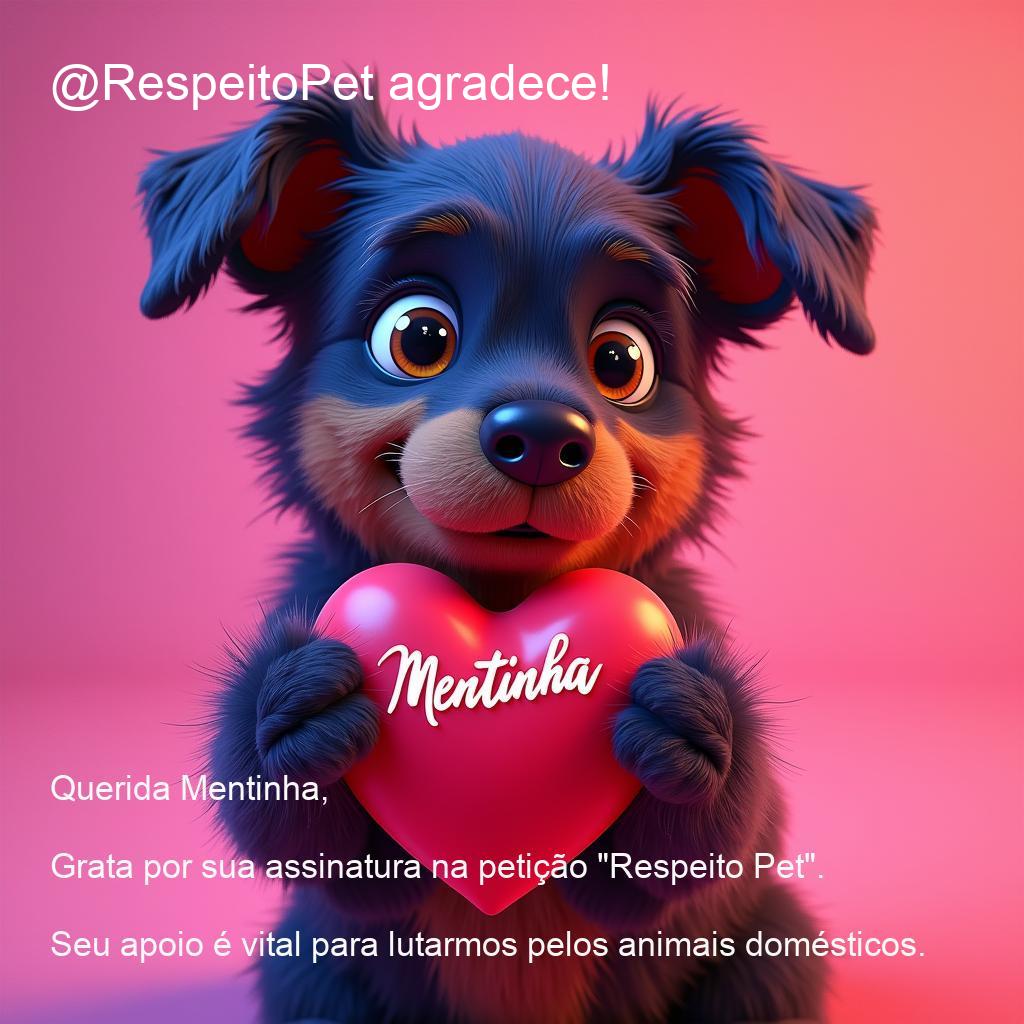 @RespeitoPet agradece!
Mentinha
Querida Mentinha,
Grata por sua assinatura na petição "Respeito Pet".
Seu apoio é vital para lutarmos pelos animais domésticos.